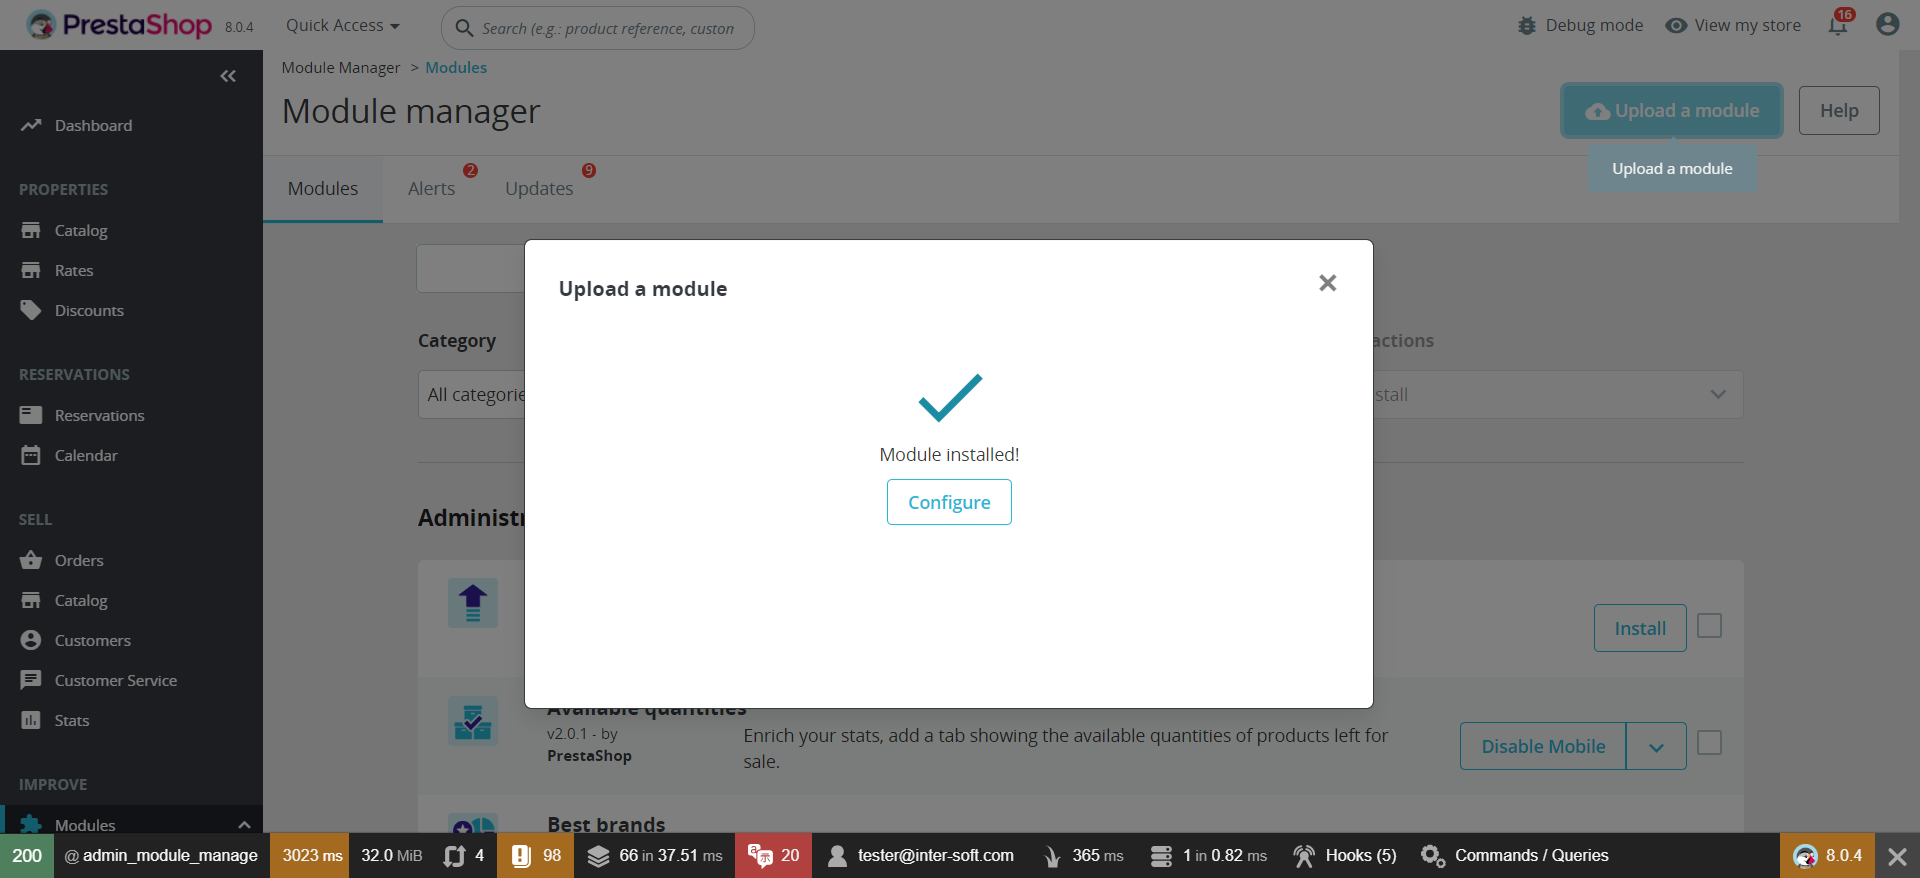 PrestaShop 8.0.4 Quick Access Search (e.g.: product reference, custon Debug mode View my store 16
Module Manager > Modules
Module manager
Upload a module Help
Upload a module
Modules Alerts 2 Updates 9
Dashboard
PROPERTIES
Catalog
Rates
Discounts
RESERVATIONS
Reservations
Calendar
SELL
Orders
Catalog
Customers
Customer Service
Stats
IMPROVE
Modules
Category
actions
All categorie
stall
Upload a module
Module installed!
Configure
Administr
Install
Available quantities
v2.0.1 - by
PrestaShop
Enrich your stats, add a tab showing the available quantities of products left for
sale.
Disable Mobile
Best brands
200 @ admin_module_manage 3023 ms 32.0 MiB 4 98 66 in 37.51 ms 20 tester@inter-soft.com 365 ms 1 in 0.82 ms Hooks (5) Commands / Queries 8.0.4